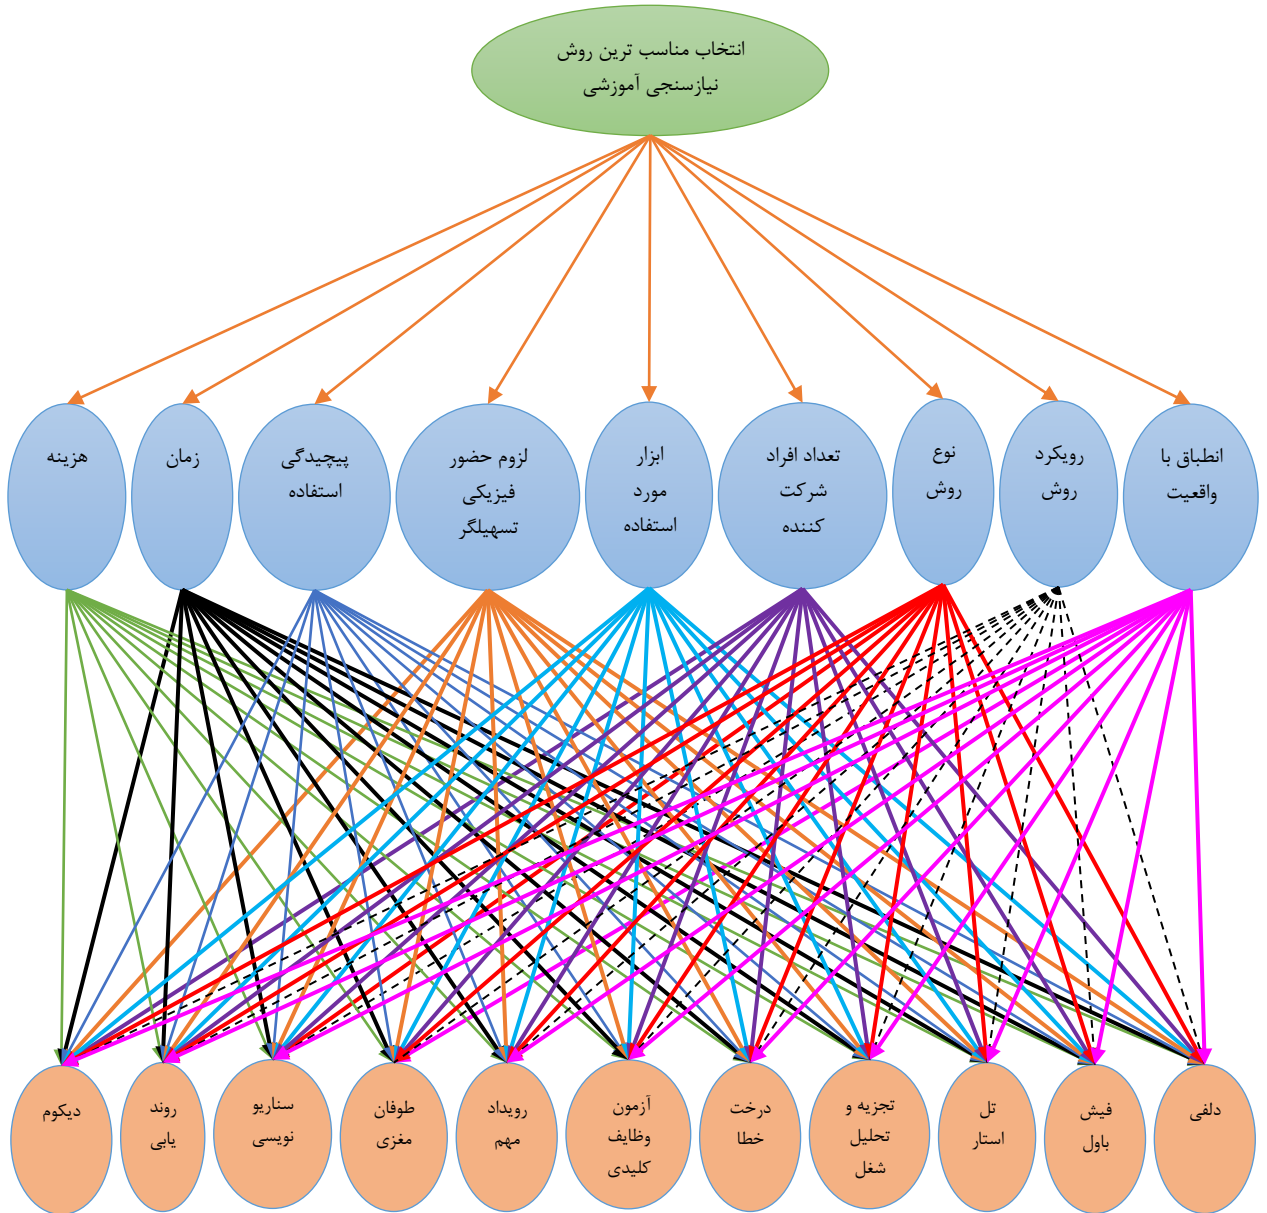 انتخاب مناسب ترین روش
نیازسنجی آموزشی
انطباق با
واقعیت
رویکرد
روش
نوع
روش
تعداد افراد
شرکت
کننده
ابزار
مورد
استفاده
لزوم حضور
فیزیکی
تسهیلگر
پیچیدگی
استفاده
زمان
هزینه
دلفی
فیش
باول
تل
استار
تجزیه و
تحلیل
شغل
درخت
خطا
آزمون
وظایف
کلیدی
رویداد
مهم
طوفان
مغزی
سناریو
نویسی
روند
یابی
دیکوم